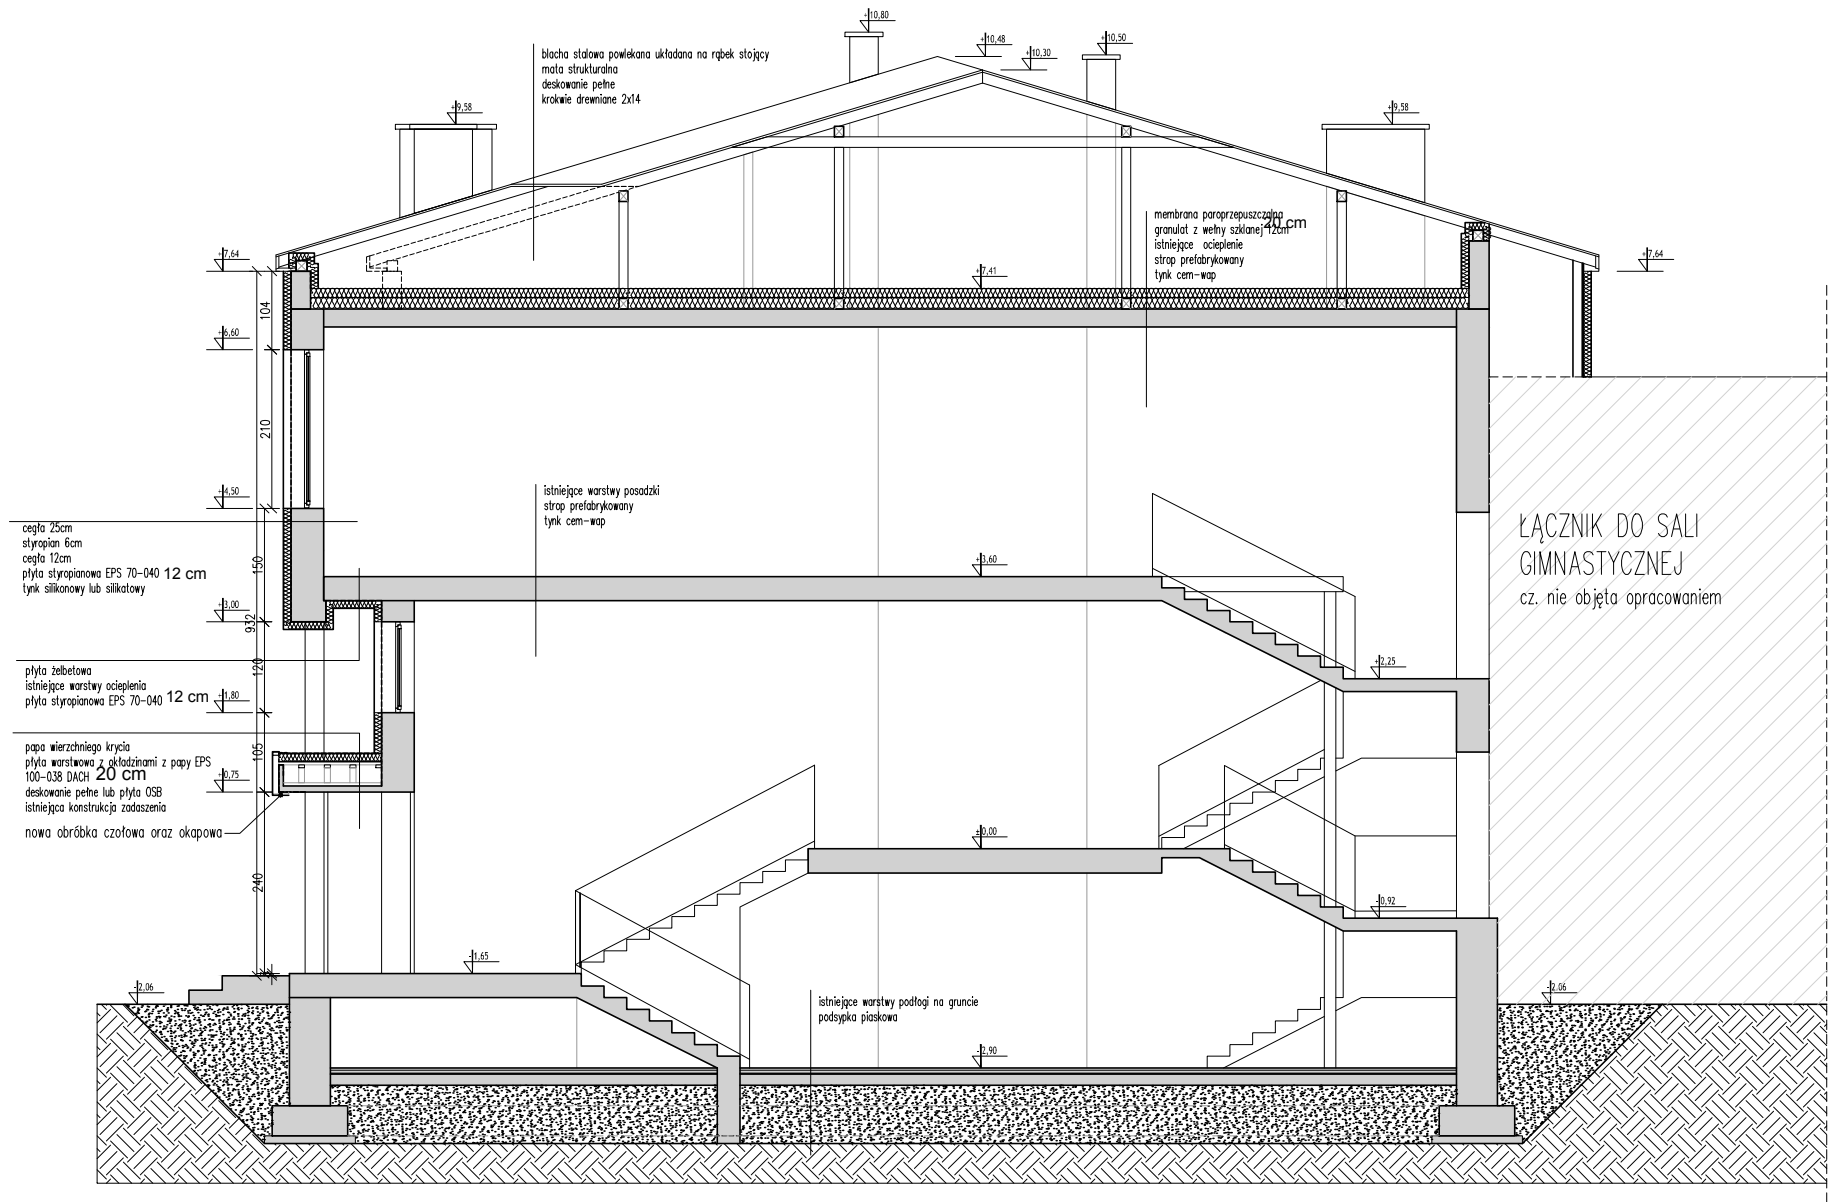 +10,80
+10,48
+10,50
+10,30
blacha stalowa powlekana układana na rąbek stojący
mata strukturalna
deskowanie pełne
krokwie drewniane 2x14
+9,58
+9,58
membrana paroprzepuszczalna
granulat z wełny szklanej 12cm
20 cm
istniejące ocieplenie
strop prefabrykowany
tynk cem-wap
+7,64
+7,64
+7,41
104
+6,60
210
+4,50
istniejące warstwy posadzki
strop prefabrykowany
tynk cem-wap
cegła 25cm
styropian 6cm
cegła 12cm
płyta styropianowa EPS 70-040 12 cm
tynk silikonowy lub silikatowy
150
ŁĄCZNIK DO SALI
GIMNASTYCZNEJ
cz. nie objęta opracowaniem
+3,60
+3,00
932
120
+2,25
płyta żelbetowa
istniejące warstwy ocieplenia
płyta styropianowa EPS 70-040 12 cm
+1,80
105
papa wierzchniego krycia
płyta warstwowa z okładzinami z papy EPS
100-038 DACH 20 cm
deskowanie pełne lub płyta OSB
istniejąca konstrukcja zadaszenia
nowa obróbka czołowa oraz okapowa
+0,75
±0,00
240
-0,92
-1,65
-2,06
-2,06
istniejące warstwy podłogi na gruncie
podsypka piaskowa
-2,90